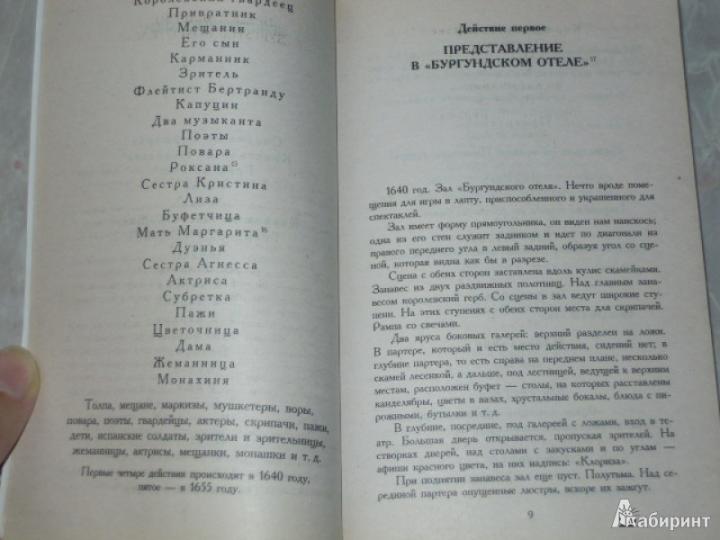 Королевский гвардеец
Привратник
Мещанин
Его сын
Карманник
Зритель
Флейтист Бертранду
Капуцин
Два музыканта
Поэты
Повара
Роксана
Сестра Кристина
Лиза
Буфетчица
Мать Маргарита
Дуэнья
Сестра Агнесса
Актриса
Субретка
Пажи
Цветочница
Дама
Жеманница
Монахиня
Толпа, мещане, маркизы, мушкетеры, воры,
повара, поэты, гвардейцы, актеры, скрипачи, пажи,
дети, испанские солдаты, зрители и зрительницы,
жеманницы, актрисы, мещанки, монашки и т. д.
Первые четыре действия происходят в 1640 году,
пятое — в 1655 году.
Действие первое
ПРЕДСТАВЛЕНИЕ
В «БУРГУНДСКОМ ОТЕЛЕ»
1640 год. Зал «Бургундского отеля». Нечто вроде поме-
щения для игры в лапту, приспособленного и украшенного для
спектаклей.
Зал имеет форму прямоугольника, он виден нам наискось;
одна из его стен служит задником и идет по диагонали из
правого переднего угла в левый задний, образуя угол со сце-
ной, которая видна как бы в разрезе.
Сцена с обеих сторон заставлена вдоль кулис скамейками.
Занавес из двух раздвижных полотнищ. Над главным зана-
весом королевский герб. Со сцены в зал ведут широкие сту-
пени. На этих ступенях с обеих сторон места для скрипачей.
Рампа со свечами.
Два яруса боковых галерей: верхний разделен на ложи.
В партере, который и есть место действия, сидений нет; в
глубине партера, то есть справа на переднем плане, несколько
скамей лесенкой, а дальше, под лестницей, ведущей к верхним
местам, расположен буфет — столы, на которых расставлены
канделябры, цветы в вазах, хрустальные бокалы, блюда с пи-
рожными, бутылки и т. д.
В глубине, посредине, под галереей с ложами, вход в те-
атр. Большая дверь открывается, пропуская зрителей. На
створках дверей, над столами с закусками и по углам —
афиши красного цвета, на них надпись: «Клориза».
При поднятии занавеса зал еще пуст. Полутьма. Над се-
рединой партера опущенные люстры, вскоре их зажгут.
9
Лабиринт